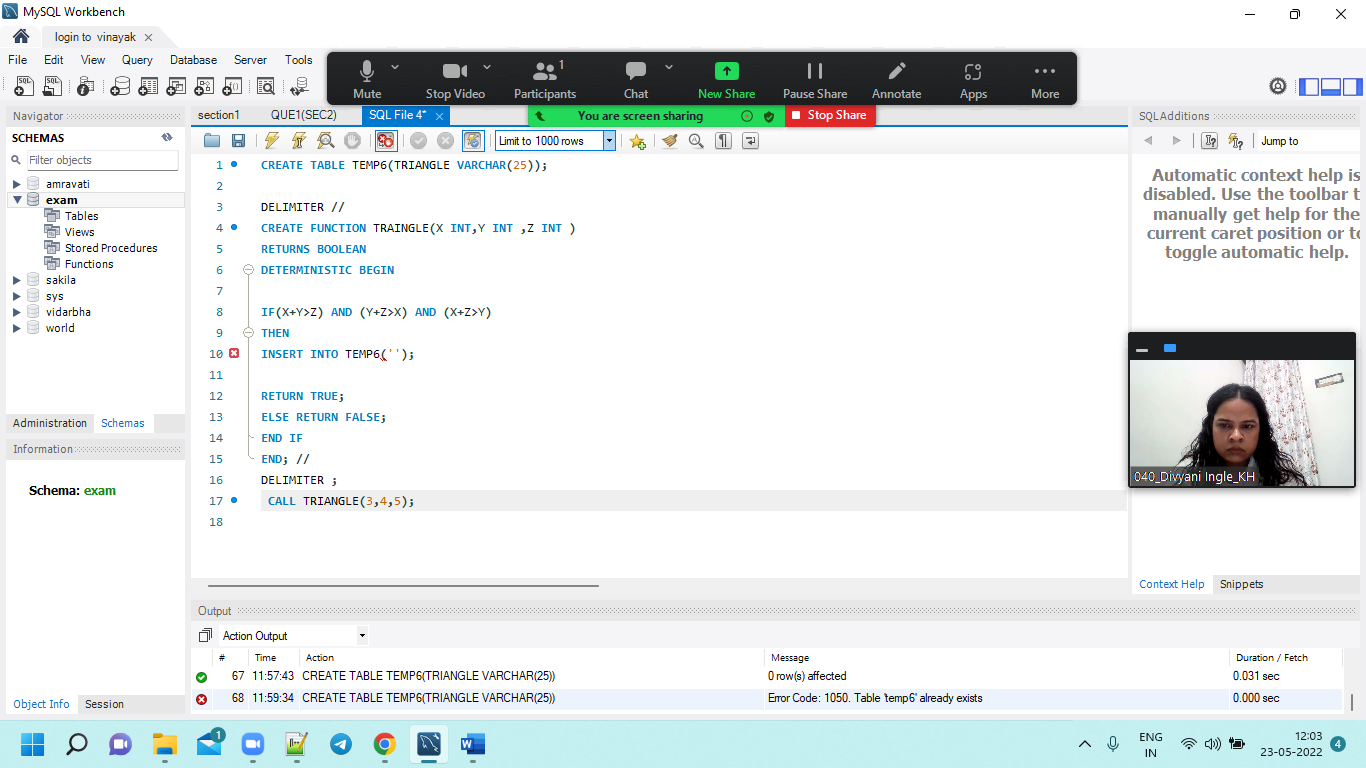 MySQL Workbench
login to vinayak
File Edit View Query Database Server Tools
Mute Stop Video Participants 1 Chat New Share Pause Share Annotate Apps More
You are screen sharing Stop Share
Navigator
SCHEMAS
Filter objects
amravati
exam
Tables
Views
Stored Procedures
Functions
sakila
sys
vidarbha
world
Administration Schemas
Information
Schema: exam
Object Info Session
section1 QUE1(SEC2) SQL File 4*
Limit to 1000 rows
1 CREATE TABLE TEMP6(TRIANGLE VARCHAR(25));
2
3 DELIMITER //
4 CREATE FUNCTION TRAINGLE(X INT,Y INT ,Z INT )
5 RETURNS BOOLEAN
6 DETERMINISTIC BEGIN
7
8 IF(X+Y>Z) AND (Y+Z>X) AND (X+Z>Y)
9 THEN
10 INSERT INTO TEMP6('');
11
12 RETURN TRUE;
13 ELSE RETURN FALSE;
14 END IF
15 END; //
16 DELIMITER ;
17 CALL TRIANGLE(3,4,5);
18
SQLAdditions
Jump to
Automatic context help is
disabled. Use the toolbar t
manually get help for the
current caret position or to
toggle automatic help.
040_Divyani Ingle_KH
Context Help Snippets
Output
Action Output
# Time Action Message Duration / Fetch
67 11:57:43 CREATE TABLE TEMP6(TRIANGLE VARCHAR(25)) 0 row(s) affected 0.031 sec
68 11:59:34 CREATE TABLE TEMP6(TRIANGLE VARCHAR(25)) Error Code: 1050. Table 'temp6' already exists 0.000 sec
1
ENG
IN
12:03
23-05-2022
4